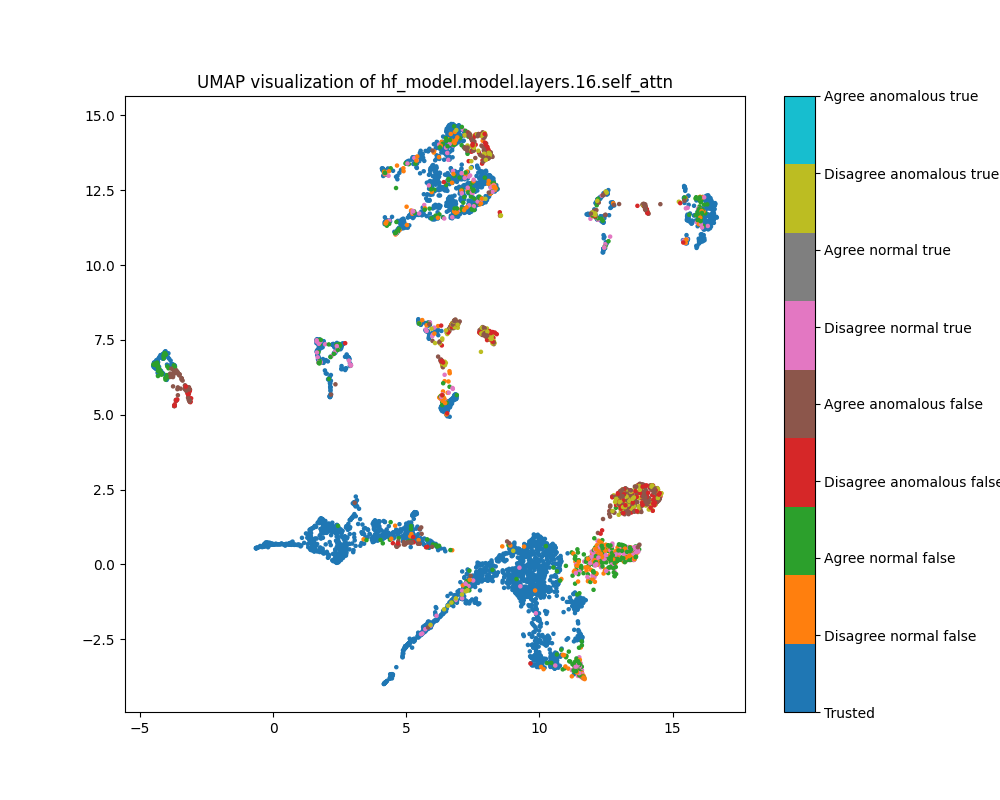 UMAP visualization of hf_model.model.layers.16.self_attn
15.0
12.5
10.0
7.5
5.0
2.5
0.0
−2.5
−5
0
5
10
15
Agree anomalous true
Disagree anomalous true
Agree normal true
Disagree normal true
Agree anomalous false
Disagree anomalous false
Agree normal false
Disagree normal false
Trusted